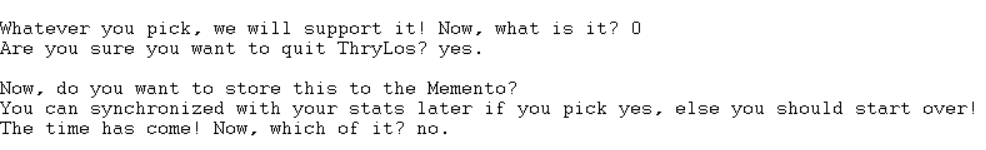 Whatever you pick, we will support it! Now, what is it? 0
Are you sure you want to quit ThryLos? yes.
Now, do you want to store this to the Memento?
You can synchronized with your stats later if you pick yes, else you should start over!
The time has come! Now, which of it? no.